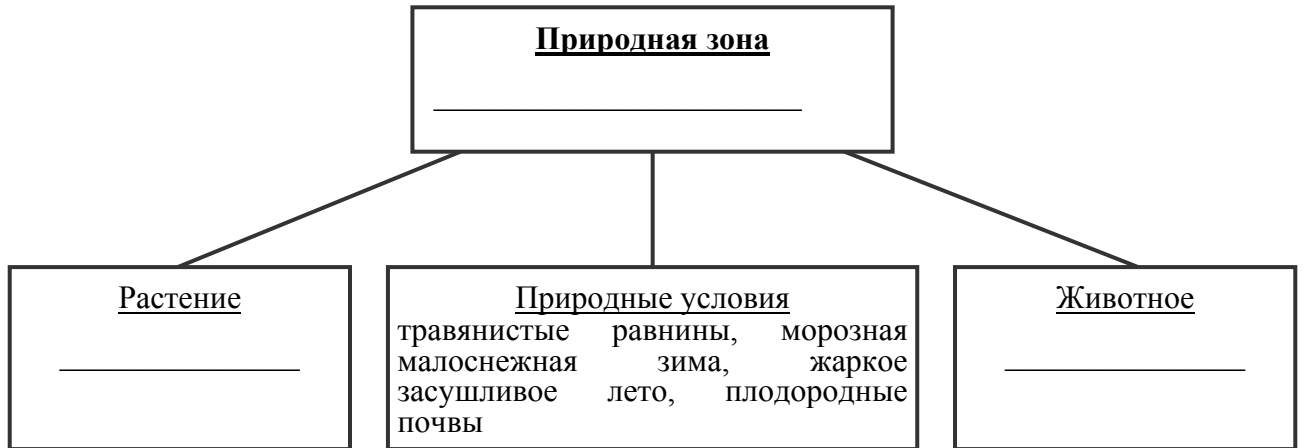 Природная зона
Растение
Природные условия
травянистые равнины, морозная
малоснежная зима, жаркое
засушливое лето, плодородные
почвы
Животное